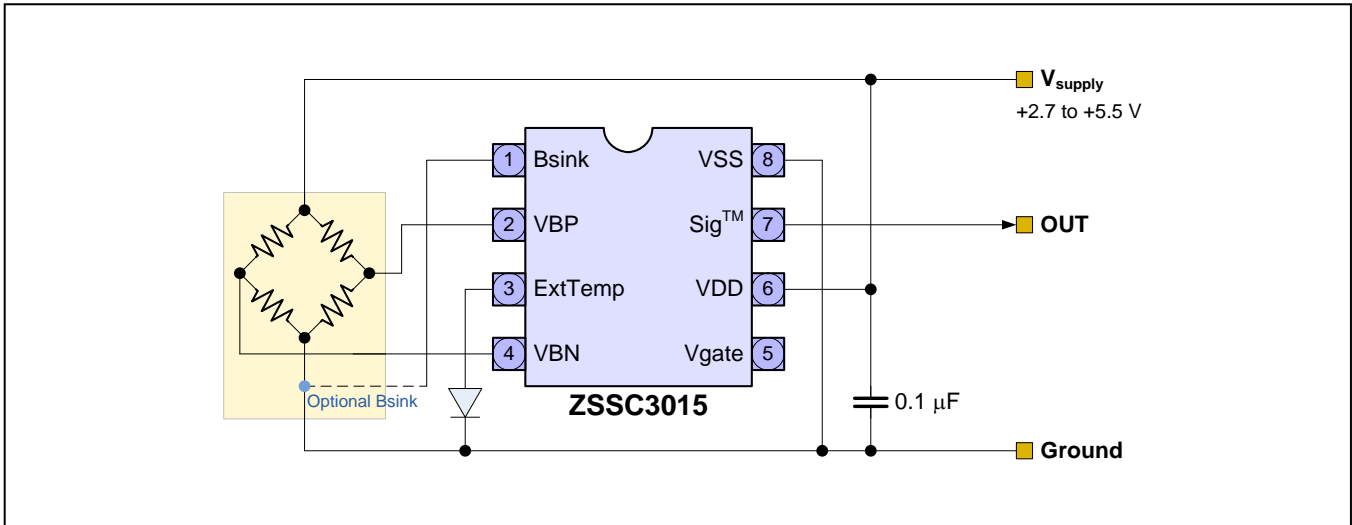 V_supply
+2.7 to +5.5 V
1 Bsink VSS 8
2 VBP Sig™ 7 OUT
3 ExtTemp VDD 6
4 VBN Vgate 5
Optional Bsink
ZSSC3015
0.1 μF
Ground